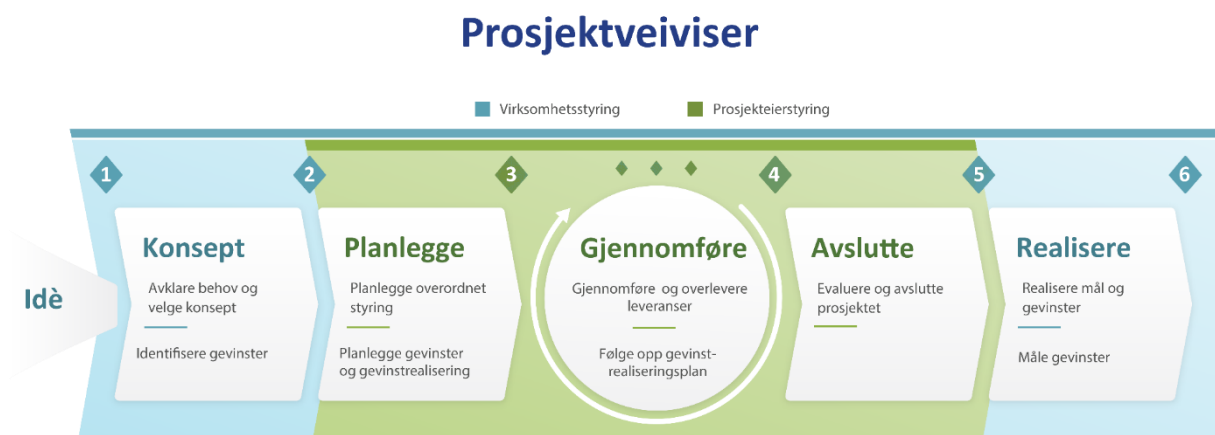 Prosjektveiviser
Virksomhetsstyring
Prosjekteierstyring
1
2
3
4
5
6
Idè
Konsept
Avklare behov og
velge konsept
Identifisere gevinster
Planlegge
Planlegge overordnet
styring
Planlegge gevinster
og gevinstrealisering
Gjennomføre
Gjennomføre og overlevere
leveranser
Følge opp gevinst-
realiseringsplan
Avslutte
Evaluere og avslutte
prosjektet
Realisere
Realisere mål og
gevinster
Måle gevinster